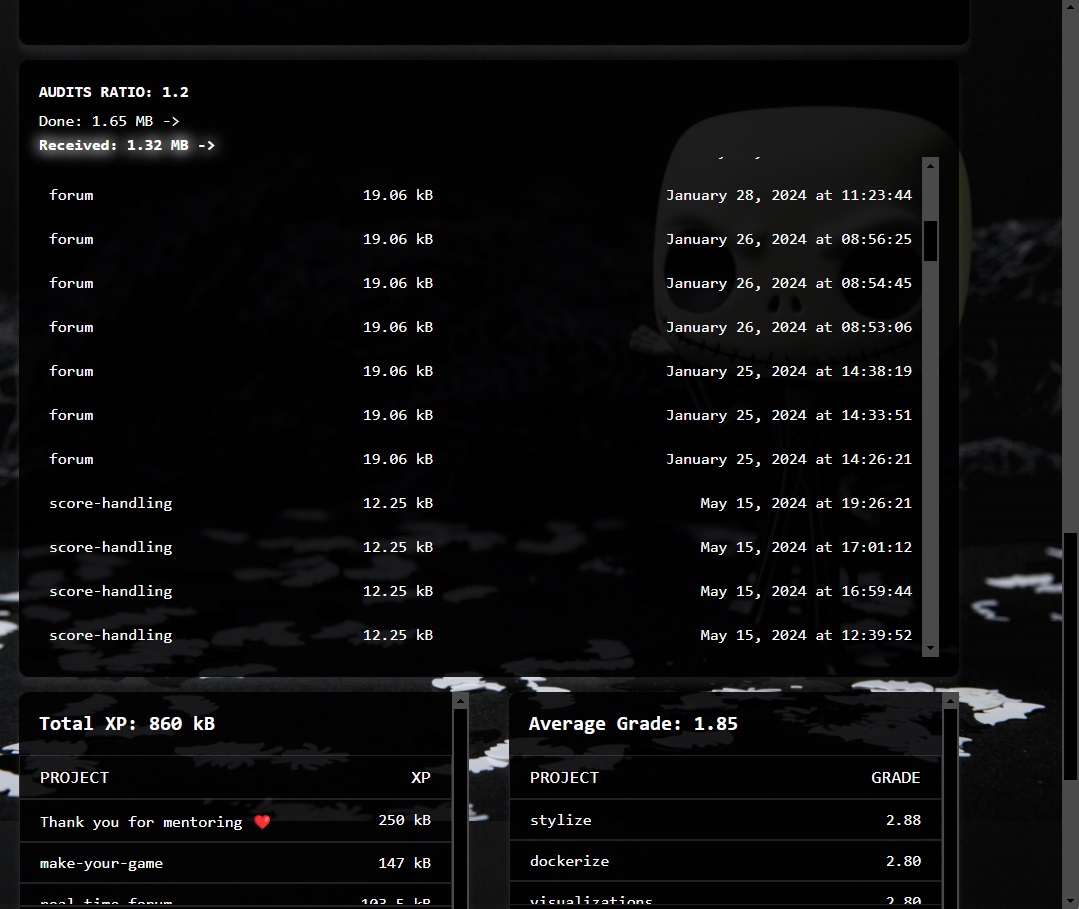 AUDITS RATIO: 1.2
Done: 1.65 MB ->
Received: 1.32 MB ->
forum 19.06 kB January 28, 2024 at 11:23:44
forum 19.06 kB January 26, 2024 at 08:56:25
forum 19.06 kB January 26, 2024 at 08:54:45
forum 19.06 kB January 26, 2024 at 08:53:06
forum 19.06 kB January 25, 2024 at 14:38:19
forum 19.06 kB January 25, 2024 at 14:33:51
forum 19.06 kB January 25, 2024 at 14:26:21
score-handling 12.25 kB May 15, 2024 at 19:26:21
score-handling 12.25 kB May 15, 2024 at 17:01:12
score-handling 12.25 kB May 15, 2024 at 16:59:44
score-handling 12.25 kB May 15, 2024 at 12:39:52
Total XP: 860 kB
PROJECT XP
Thank you for mentoring ❤️ 250 kB
make-your-game 147 kB
real-time-forum 103.5 kB
Average Grade: 1.85
PROJECT GRADE
stylize 2.88
dockerize 2.80
visualizations 2.80